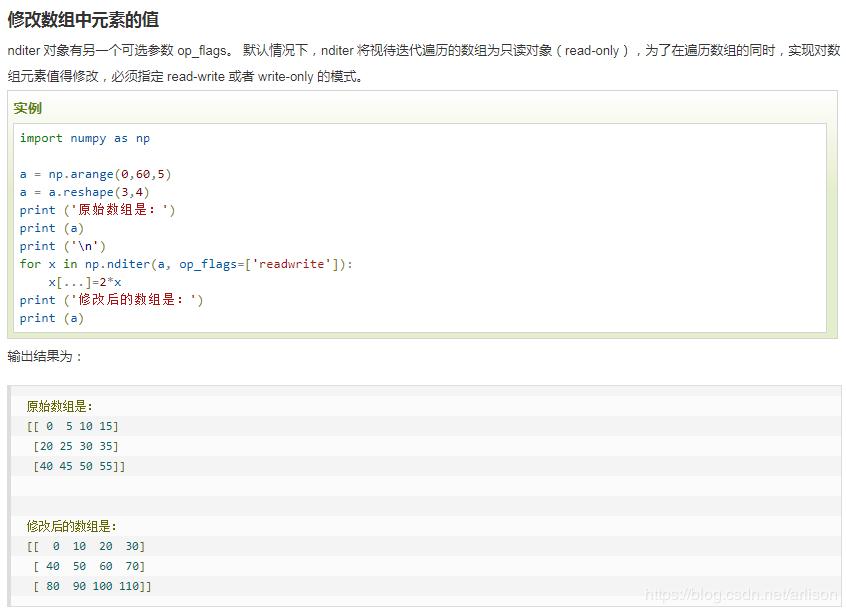 修改数组中元素的值
nditer 对象有另一个可选参数 op_flags。 默认情况下，nditer 将视待迭代遍历的数组为只读对象（read-only），为了在遍历数组的同时，实现对数
组元素值得修改，必须指定 read-write 或者 write-only 的模式。
实例
import numpy as np
a = np.arange(0,60,5)
a = a.reshape(3,4)
print ('原始数组是：')
print (a)
print ('\n')
for x in np.nditer(a, op_flags=['readwrite']):
    x[...]=2*x
print ('修改后的数组是：')
print (a)
输出结果为：
原始数组是：
[[ 0  5 10 15]
 [20 25 30 35]
 [40 45 50 55]]
修改后的数组是：
[[  0  10  20  30]
 [ 40  50  60  70]
 [ 80  90 100 110]]
https://blog.csdn.net/arlison